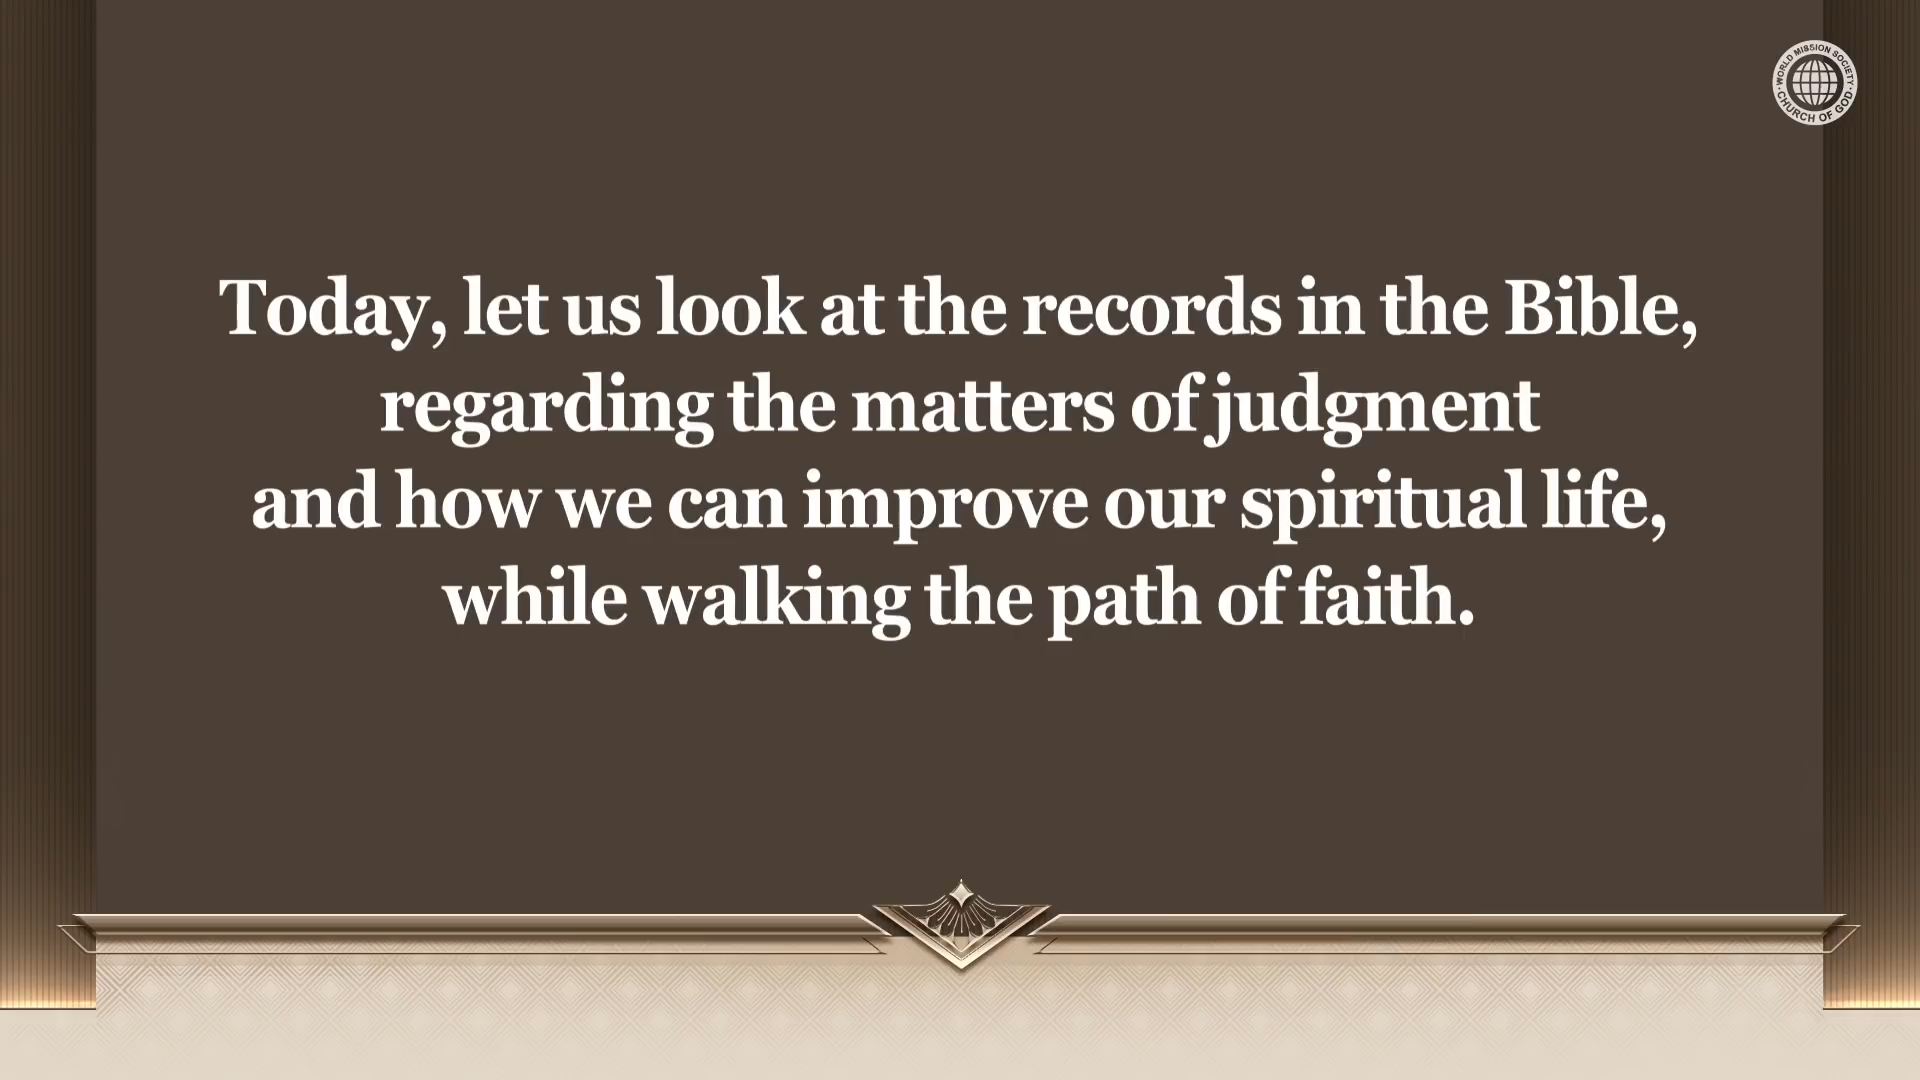 WORLD MISSION SOCIETY
CHURCH OF GOD
Today, let us look at the records in the Bible,
regarding the matters of judgment
and how we can improve our spiritual life,
while walking the path of faith.